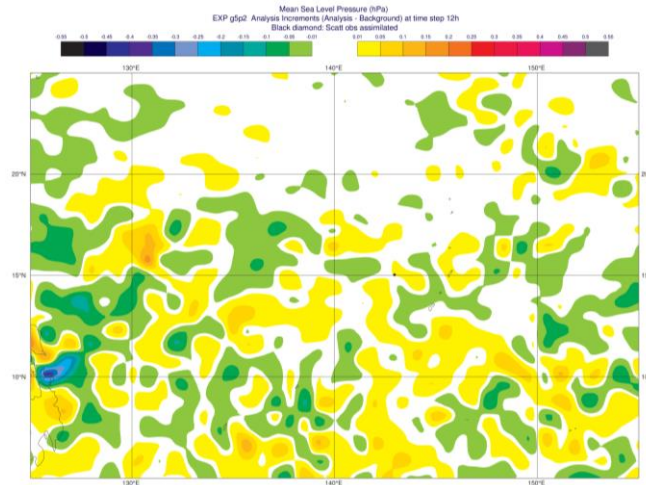 Mean Sea Level Pressure (hPa)
EXP g5p2 Analysis Increments (Analysis - Background) at time step 12h
Black diamond: Scatt obs assimilated
-0.55 -0.5 -0.45 -0.4 -0.35 -0.3 -0.25 -0.2 -0.15 -0.1 -0.05 -0.01 0.01 0.05 0.1 0.15 0.2 0.25 0.3 0.35 0.4 0.45 0.5 0.55
130°E 140°E 150°E
20°N 20°N
15°N 15°N
10°N 10°N
130°E 140°E 150°E